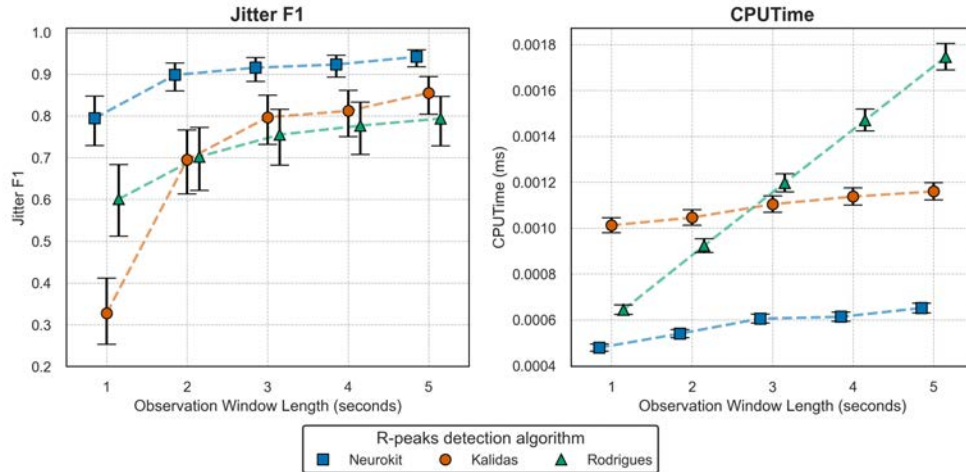 Jitter F1
1.0
0.9
0.8
0.7
0.6
0.5
0.4
0.3
0.2
Jitter F1
1 2 3 4 5
Observation Window Length (seconds)
CPUTime
0.0018
0.0016
0.0014
0.0012
0.0010
0.0008
0.0006
0.0004
CPUTime (ms)
1 2 3 4 5
Observation Window Length (seconds)
R-peaks detection algorithm
Neurokit Kalidas Rodrigues